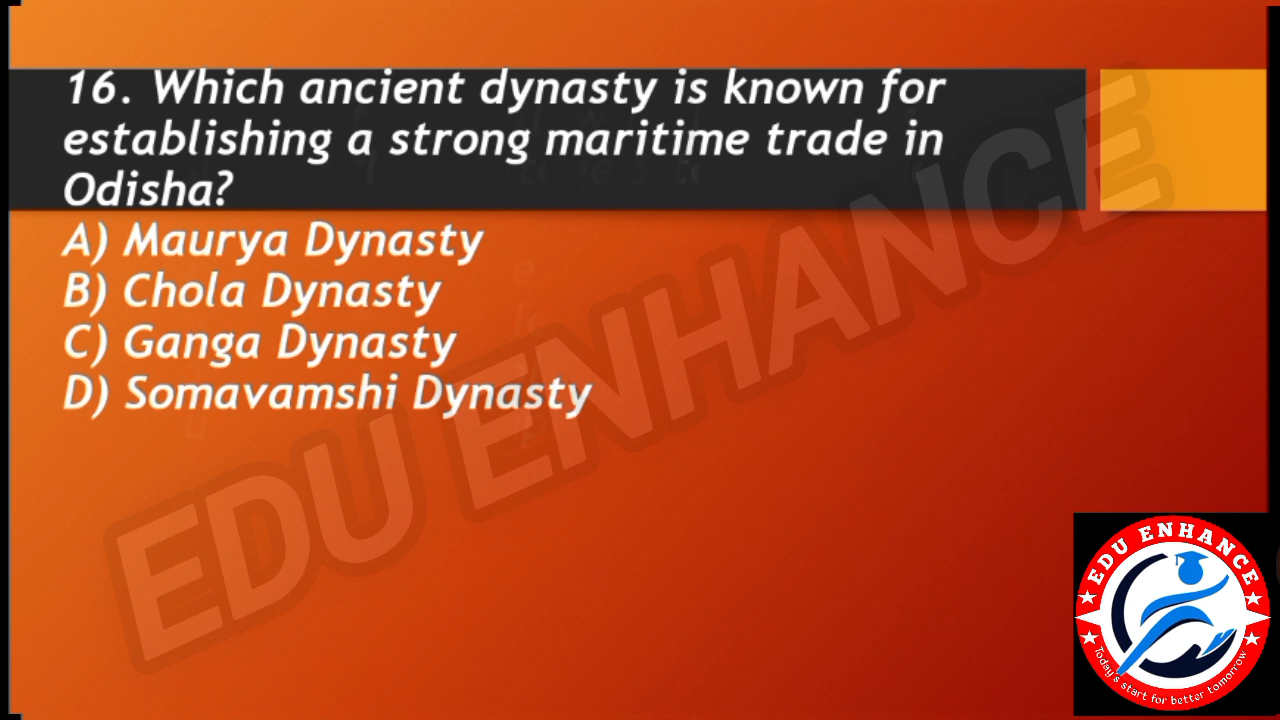 16. Which ancient dynasty is known for
establishing a strong maritime trade in
Odisha?
A) Maurya Dynasty
B) Chola Dynasty
C) Ganga Dynasty
D) Somavamshi Dynasty
EDU ENHANCE
EDU ENHANCE
Today's start for better tomorrow